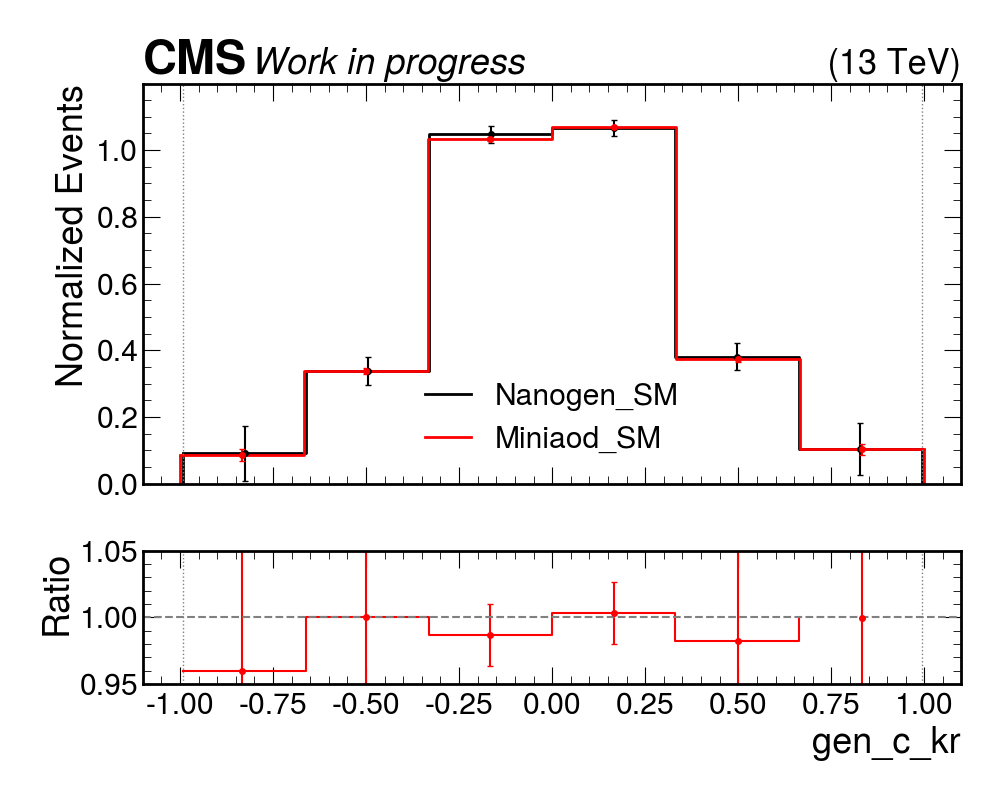 CMS Work in progress (13 TeV)
Normalized Events
1.0
0.8
0.6
0.4
0.2
0.0
Nanogen_SM
Miniaod_SM
Ratio
1.05
1.00
0.95
-1.00 -0.75 -0.50 -0.25 0.00 0.25 0.50 0.75 1.00
gen_c_kr